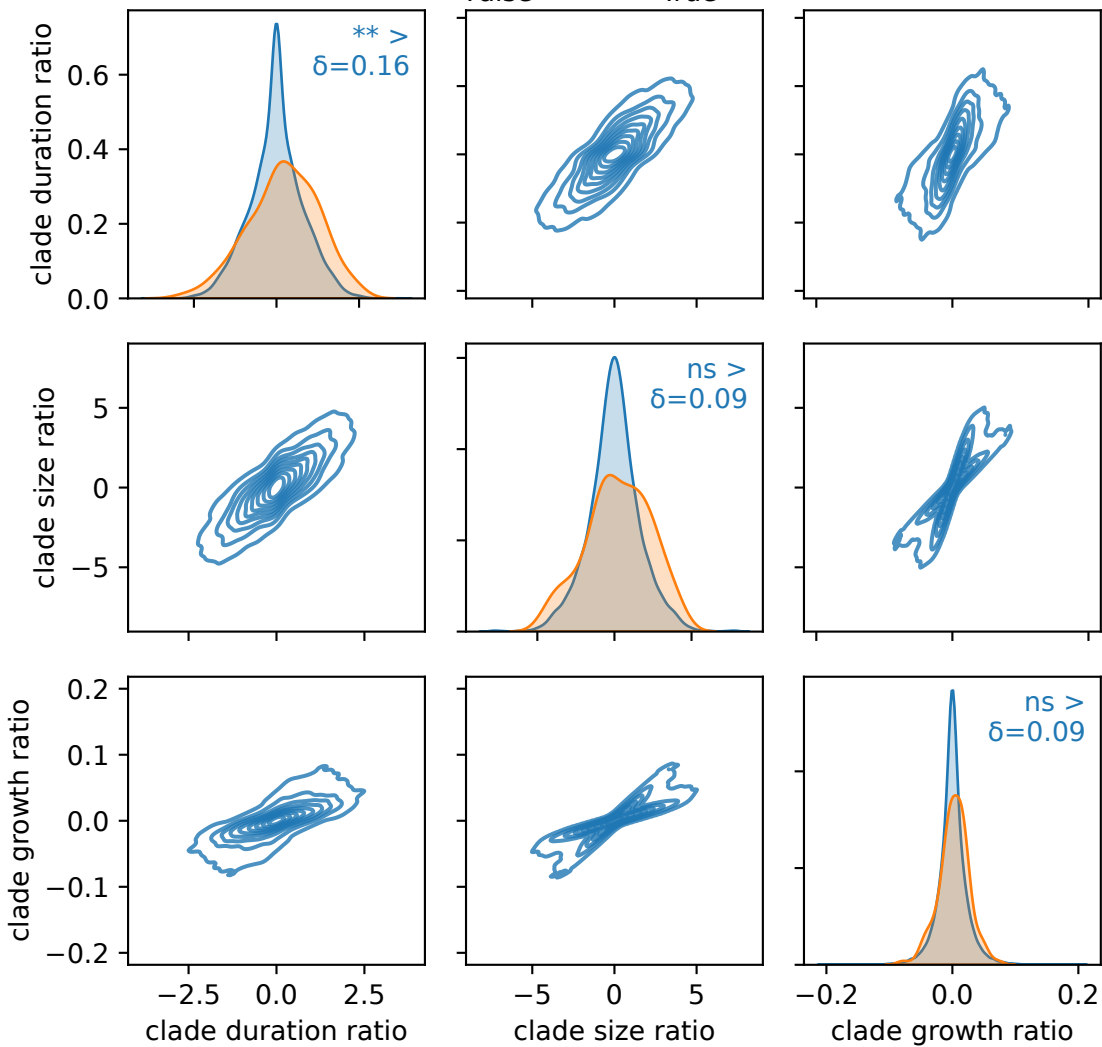 ** >
δ=0.16
clade duration ratio
0.6
0.4
0.2
0.0
ns >
δ=0.09
clade size ratio
5
0
−5
ns >
δ=0.09
clade growth ratio
0.2
0.1
0.0
−0.1
−0.2
−2.5 0.0 2.5
−5 0 5
−0.2 0.0 0.2
clade duration ratio
clade size ratio
clade growth ratio